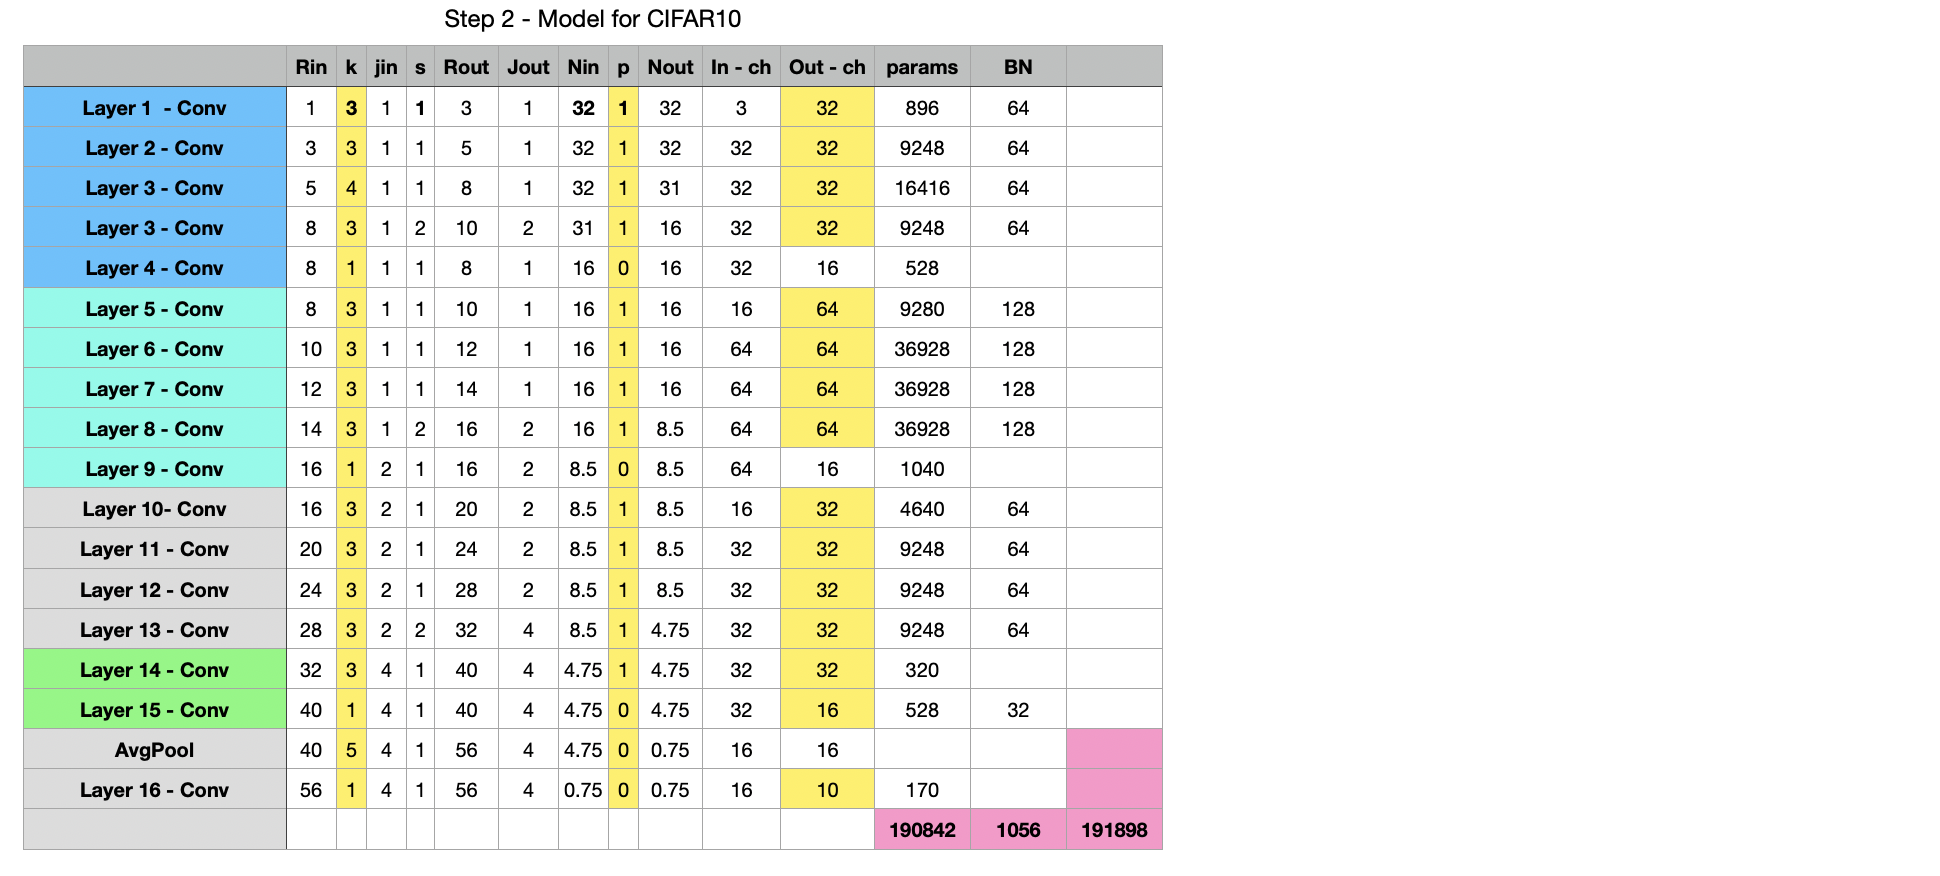 Step 2 - Model for CIFAR10
Rin k jin s Rout Jout Nin p Nout In - ch Out - ch params BN
Layer 1 - Conv 1 3 1 1 3 1 32 1 32 3 32 896 64
Layer 2 - Conv 3 3 1 1 5 1 32 1 32 32 32 9248 64
Layer 3 - Conv 5 4 1 1 8 1 32 1 31 32 32 16416 64
Layer 3 - Conv 8 3 1 2 10 2 31 1 16 32 32 9248 64
Layer 4 - Conv 8 1 1 1 8 1 16 0 16 32 16 528
Layer 5 - Conv 8 3 1 1 10 1 16 1 16 16 64 9280 128
Layer 6 - Conv 10 3 1 1 12 1 16 1 16 64 64 36928 128
Layer 7 - Conv 12 3 1 1 14 1 16 1 16 64 64 36928 128
Layer 8 - Conv 14 3 1 2 16 2 16 1 8.5 64 64 36928 128
Layer 9 - Conv 16 1 2 1 16 2 8.5 0 8.5 64 16 1040
Layer 10- Conv 16 3 2 1 20 2 8.5 1 8.5 16 32 4640 64
Layer 11 - Conv 20 3 2 1 24 2 8.5 1 8.5 32 32 9248 64
Layer 12 - Conv 24 3 2 1 28 2 8.5 1 8.5 32 32 9248 64
Layer 13 - Conv 28 3 2 2 32 4 8.5 1 4.75 32 32 9248 64
Layer 14 - Conv 32 3 4 1 40 4 4.75 1 4.75 32 32 320
Layer 15 - Conv 40 1 4 1 40 4 4.75 0 4.75 32 16 528 32
AvgPool 40 5 4 1 56 4 4.75 0 0.75 16 16
Layer 16 - Conv 56 1 4 1 56 4 0.75 0 0.75 16 10 170
190842 1056 191898